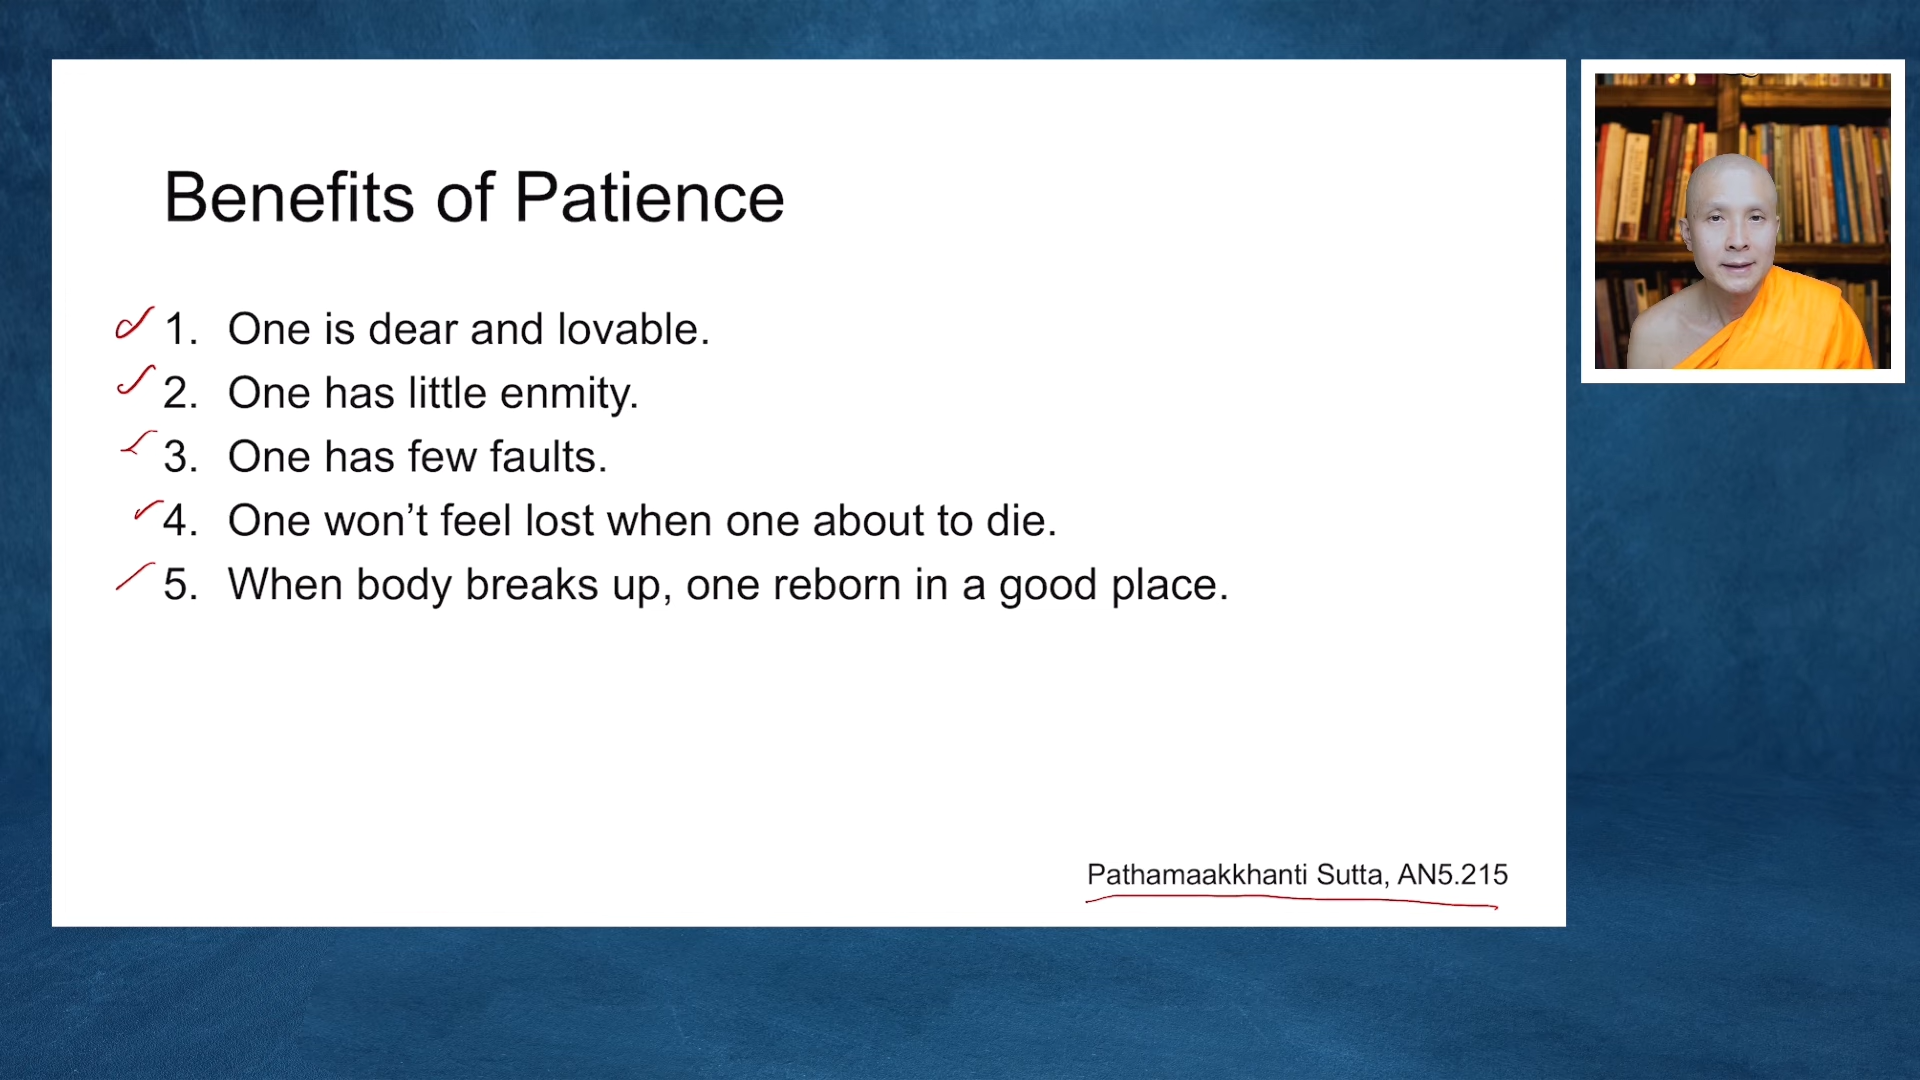 Benefits of Patience
1. One is dear and lovable.
2. One has little enmity.
3. One has few faults.
4. One won’t feel lost when one about to die.
5. When body breaks up, one reborn in a good place.
Pathamaakkhanti Sutta, AN5.215